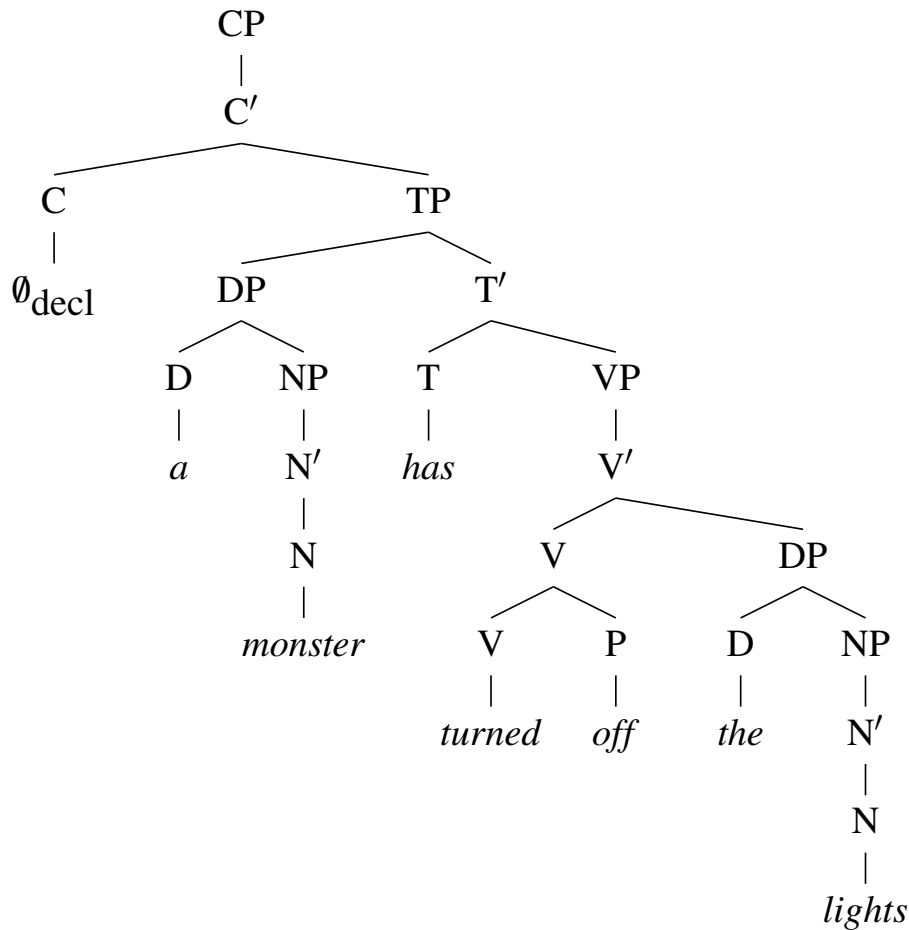 CP
C′
C TP
∅decl DP T′
D NP T VP
a N′ has V′
N V DP
monster V P D NP
turned off the N′
N
lights